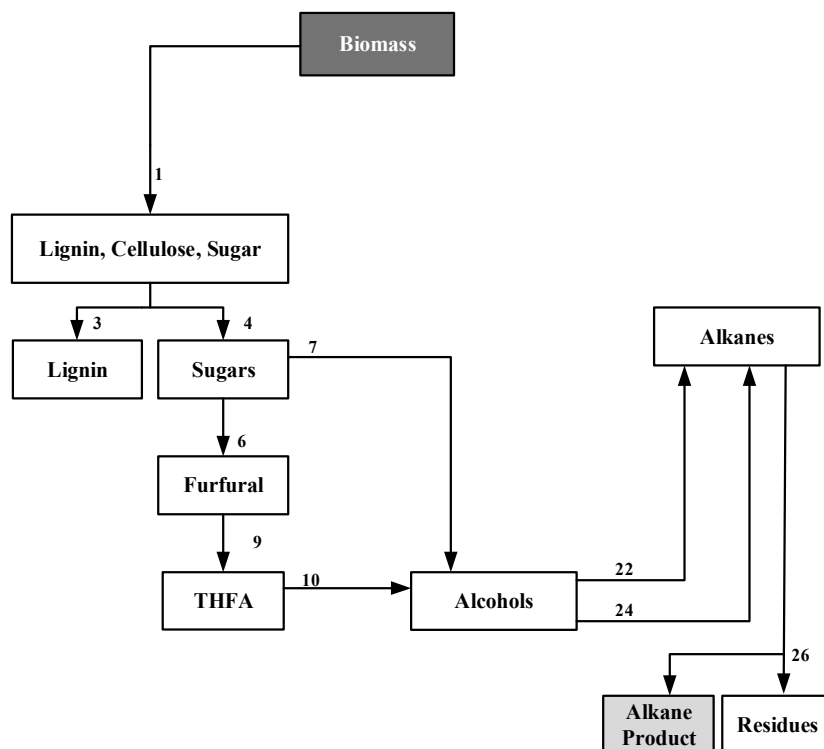 Biomass
1
Lignin, Cellulose, Sugar
3
4
7
Lignin
Sugars
Alkanes
6
Furfural
9
10
THFA
Alcohols
22
24
26
Alkane
Product
Residues